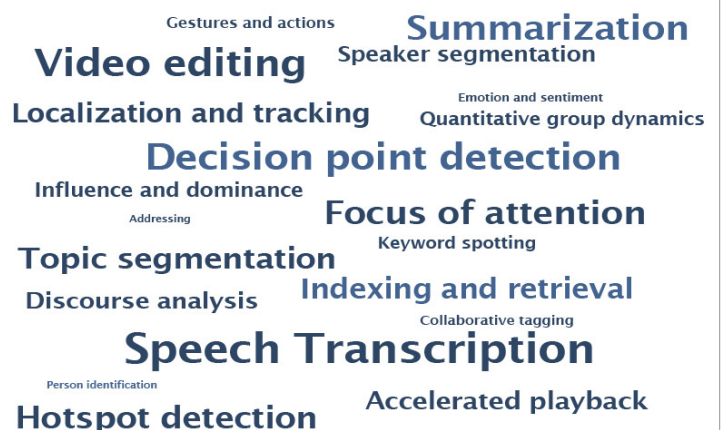 Gestures and actions
Summarization
Video editing
Speaker segmentation
Emotion and sentiment
Localization and tracking
Quantitative group dynamics
Decision point detection
Influence and dominance
Focus of attention
Addressing
Keyword spotting
Topic segmentation
Indexing and retrieval
Discourse analysis
Collaborative tagging
Speech Transcription
Person identification
Accelerated playback
Hotspot detection